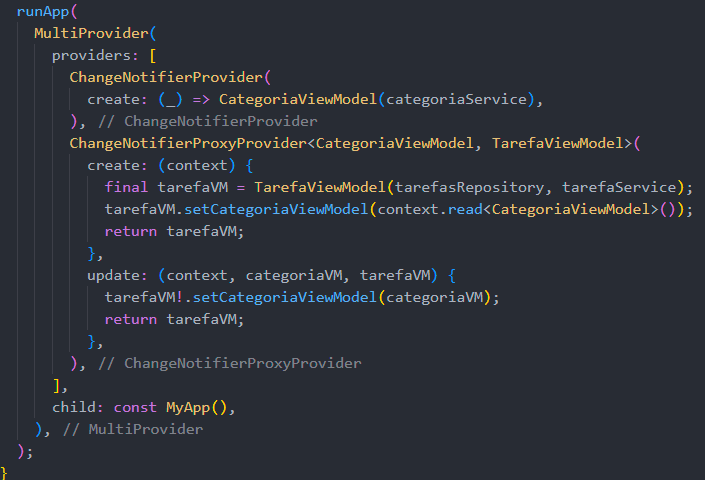 runApp(
MultiProvider(
providers: [
ChangeNotifierProvider(
create: (_) => CategoriaViewModel(categoriaService),
), // ChangeNotifierProvider
ChangeNotifierProxyProvider<CategoriaViewModel, TarefaViewModel>(
create: (context) {
final tarefaVM = TarefaViewModel(tarefasRepository, tarefaService);
tarefaVM.setCategoriaViewModel(context.read<CategoriaViewModel>());
return tarefaVM;
},
update: (context, categoriaVM, tarefaVM) {
tarefaVM!.setCategoriaViewModel(categoriaVM);
return tarefaVM;
},
), // ChangeNotifierProxyProvider
],
child: const MyApp(),
), // MultiProvider
);
}